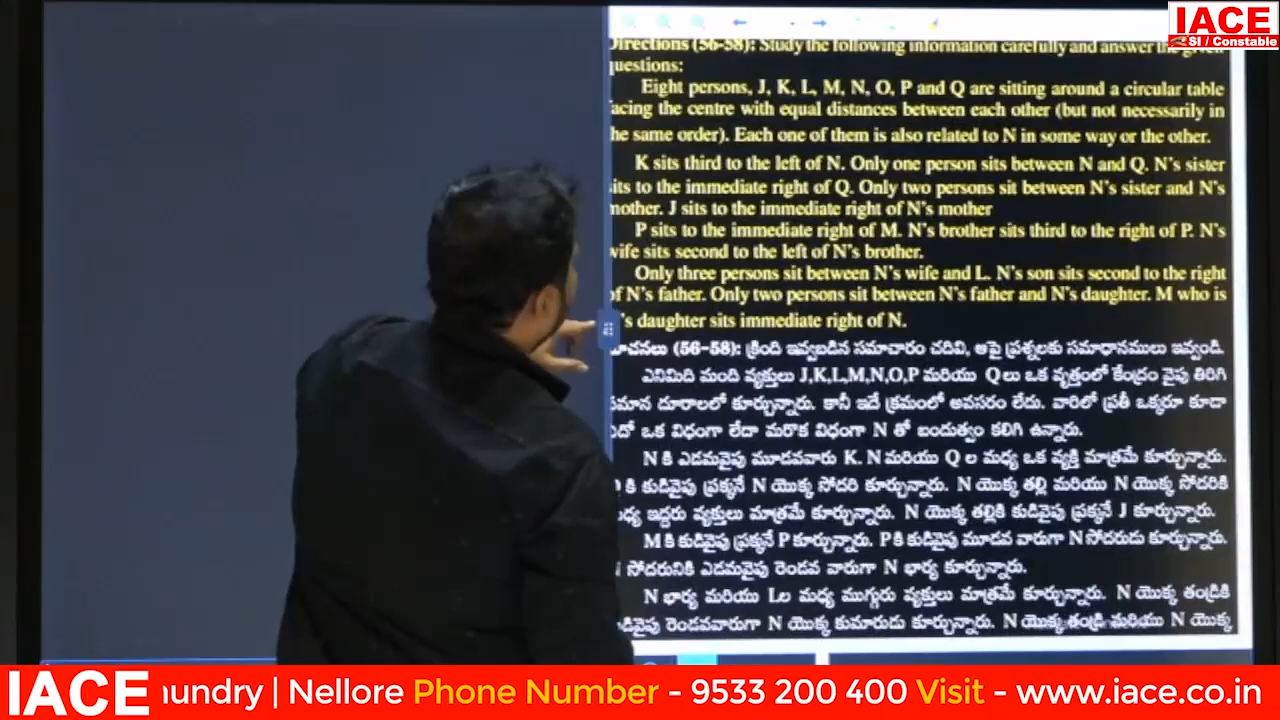 IACE
SI / Constable
Directions (56-58): Study the following information carefully and answer the given
questions:
Eight persons, J, K, L, M, N, O, P and Q are sitting around a circular table
facing the centre with equal distances between each other (but not necessarily in
the same order). Each one of them is also related to N in some way or the other.
K sits third to the left of N. Only one person sits between N and Q. N's sister
sits to the immediate right of Q. Only two persons sit between N's sister and N's
mother. J sits to the immediate right of N's mother
P sits to the immediate right of M. N's brother sits third to the right of P. N's
wife sits second to the left of N's brother.
Only three persons sit between N's wife and L. N's son sits second to the right
of N's father. Only two persons sit between N's father and N's daughter. M who is
's daughter sits immediate right of N.
సూచనలు (56-58): క్రింది ఇవ్వబడిన సమాచారం చదివి, ఆపై ప్రశ్నలకు సమాధానములు ఇవ్వండి.
ఎనిమిది మంది వ్యక్తులు J,K,L,M,N,O,P మరియు Q లు ఒక వృత్తంలో కేంద్రం వైపు తిరిగి
సమాన దూరాలలో కూర్చున్నారు. కానీ ఇదే క్రమంలో అవసరం లేదు. వారిలో ప్రతీ ఒక్కరూ కూడా
ఏదో ఒక విధంగా లేదా మరొక విధంగా N తో బందుత్వం కలిగి ఉన్నారు.
N కి ఎడమవైపు మూడవవారు K. N మరియు Q ల మధ్య ఒక వ్యక్తి మాత్రమే కూర్చున్నారు.
కి కుడివైపు ప్రక్కనే N యొక్క సోదరి కూర్చున్నారు. N యొక్క తల్లి మరియు N యొక్క సోదరికి
మధ్య ఇద్దరు వ్యక్తులు మాత్రమే కూర్చున్నారు. N యొక్క తల్లికి కుడివైపు ప్రక్కనే J కూర్చున్నారు.
M కి కుడివైపు ప్రక్కనే P కూర్చున్నారు. P కి కుడివైపు మూడవ వారుగా N సోదరుడు కూర్చున్నారు.
N సోదరునికి ఎడమవైపు రెండవ వారుగా N భార్య కూర్చున్నారు.
N భార్య మరియు L ల మధ్య ముగ్గురు వ్యక్తులు మాత్రమే కూర్చున్నారు. N యొక్క తండ్రికి
కుడివైపు రెండవవారుగా N యొక్క కుమారుడు కూర్చున్నారు. N యొక్క తండ్రి మరియు N యొక్క
IACE undry | Nellore Phone Number - 9533 200 400 Visit - www.iace.co.in